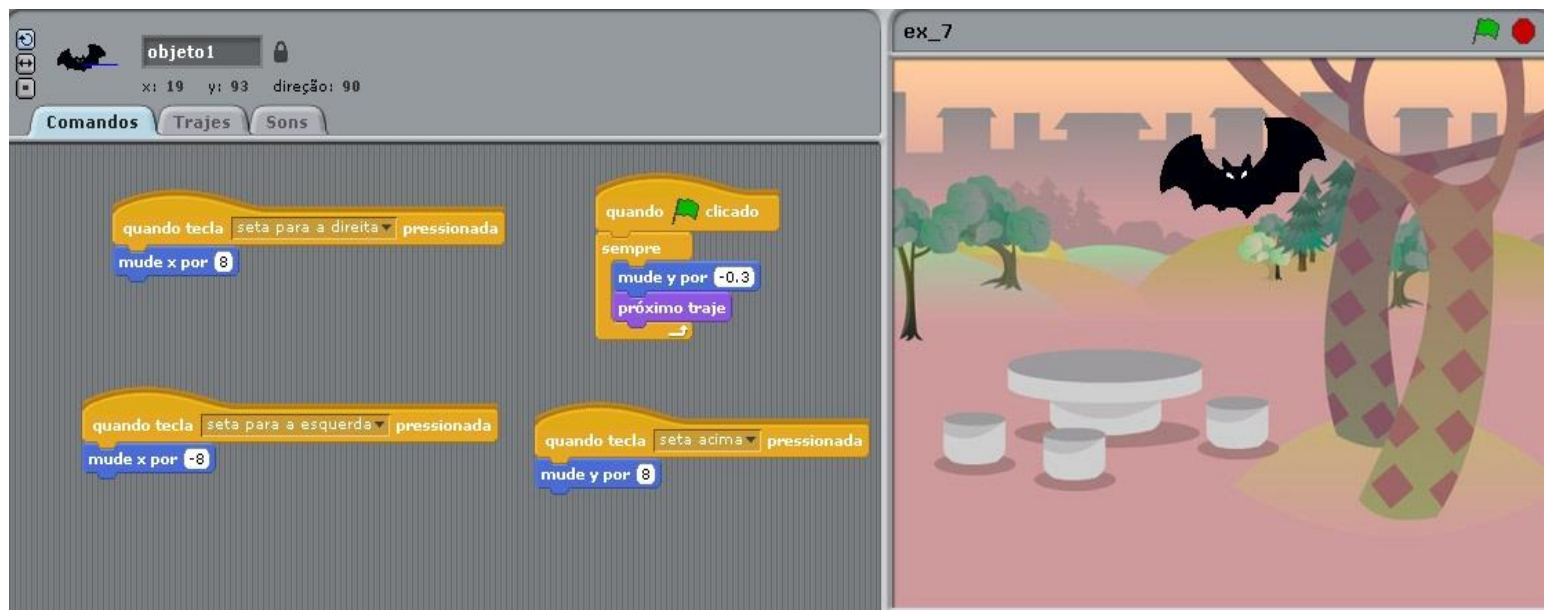 objeto1
x: 19 y: 93 direção: 90
Comandos Trajes Sons
quando tecla seta para a direita pressionada
mude x por 8
quando clicado
sempre
mude y por -0.3
próximo traje
quando tecla seta para a esquerda pressionada
mude x por -8
quando tecla seta acima pressionada
mude y por 8
ex_7